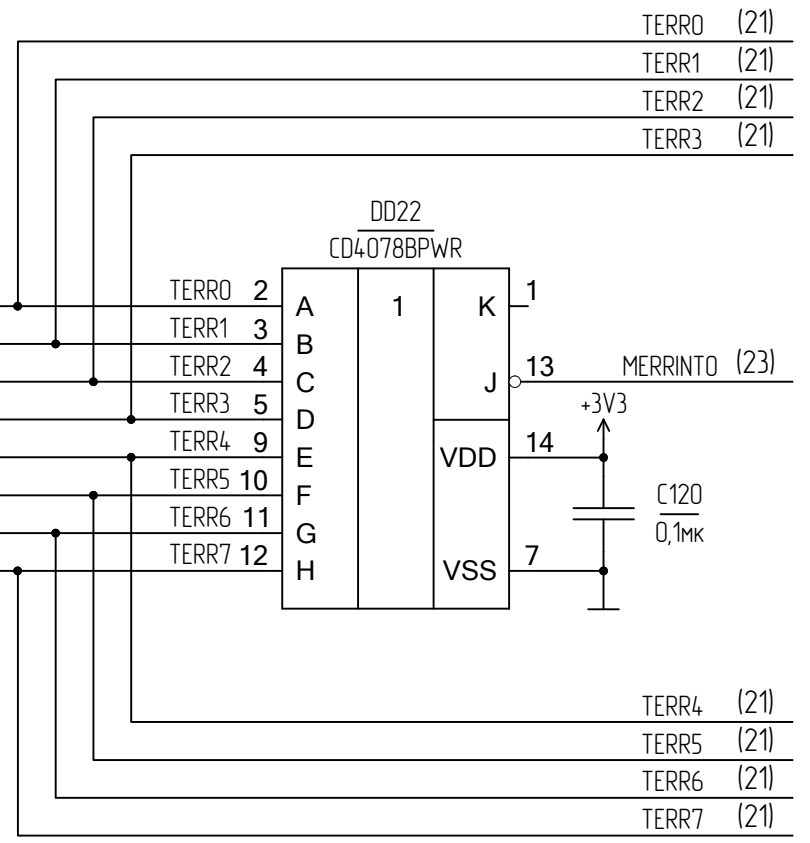 TERR0 (21)
TERR1 (21)
TERR2 (21)
TERR3 (21)
DD22
CD4078BPWR
TERR0 2 A 1 K 1
TERR1 3 B
TERR2 4 C J 13 MERRINT0 (23)
TERR3 5 D +3V3
TERR4 9 E VDD 14
TERR5 10 F C120
TERR6 11 G 0,1мк
TERR7 12 H VSS 7
TERR4 (21)
TERR5 (21)
TERR6 (21)
TERR7 (21)